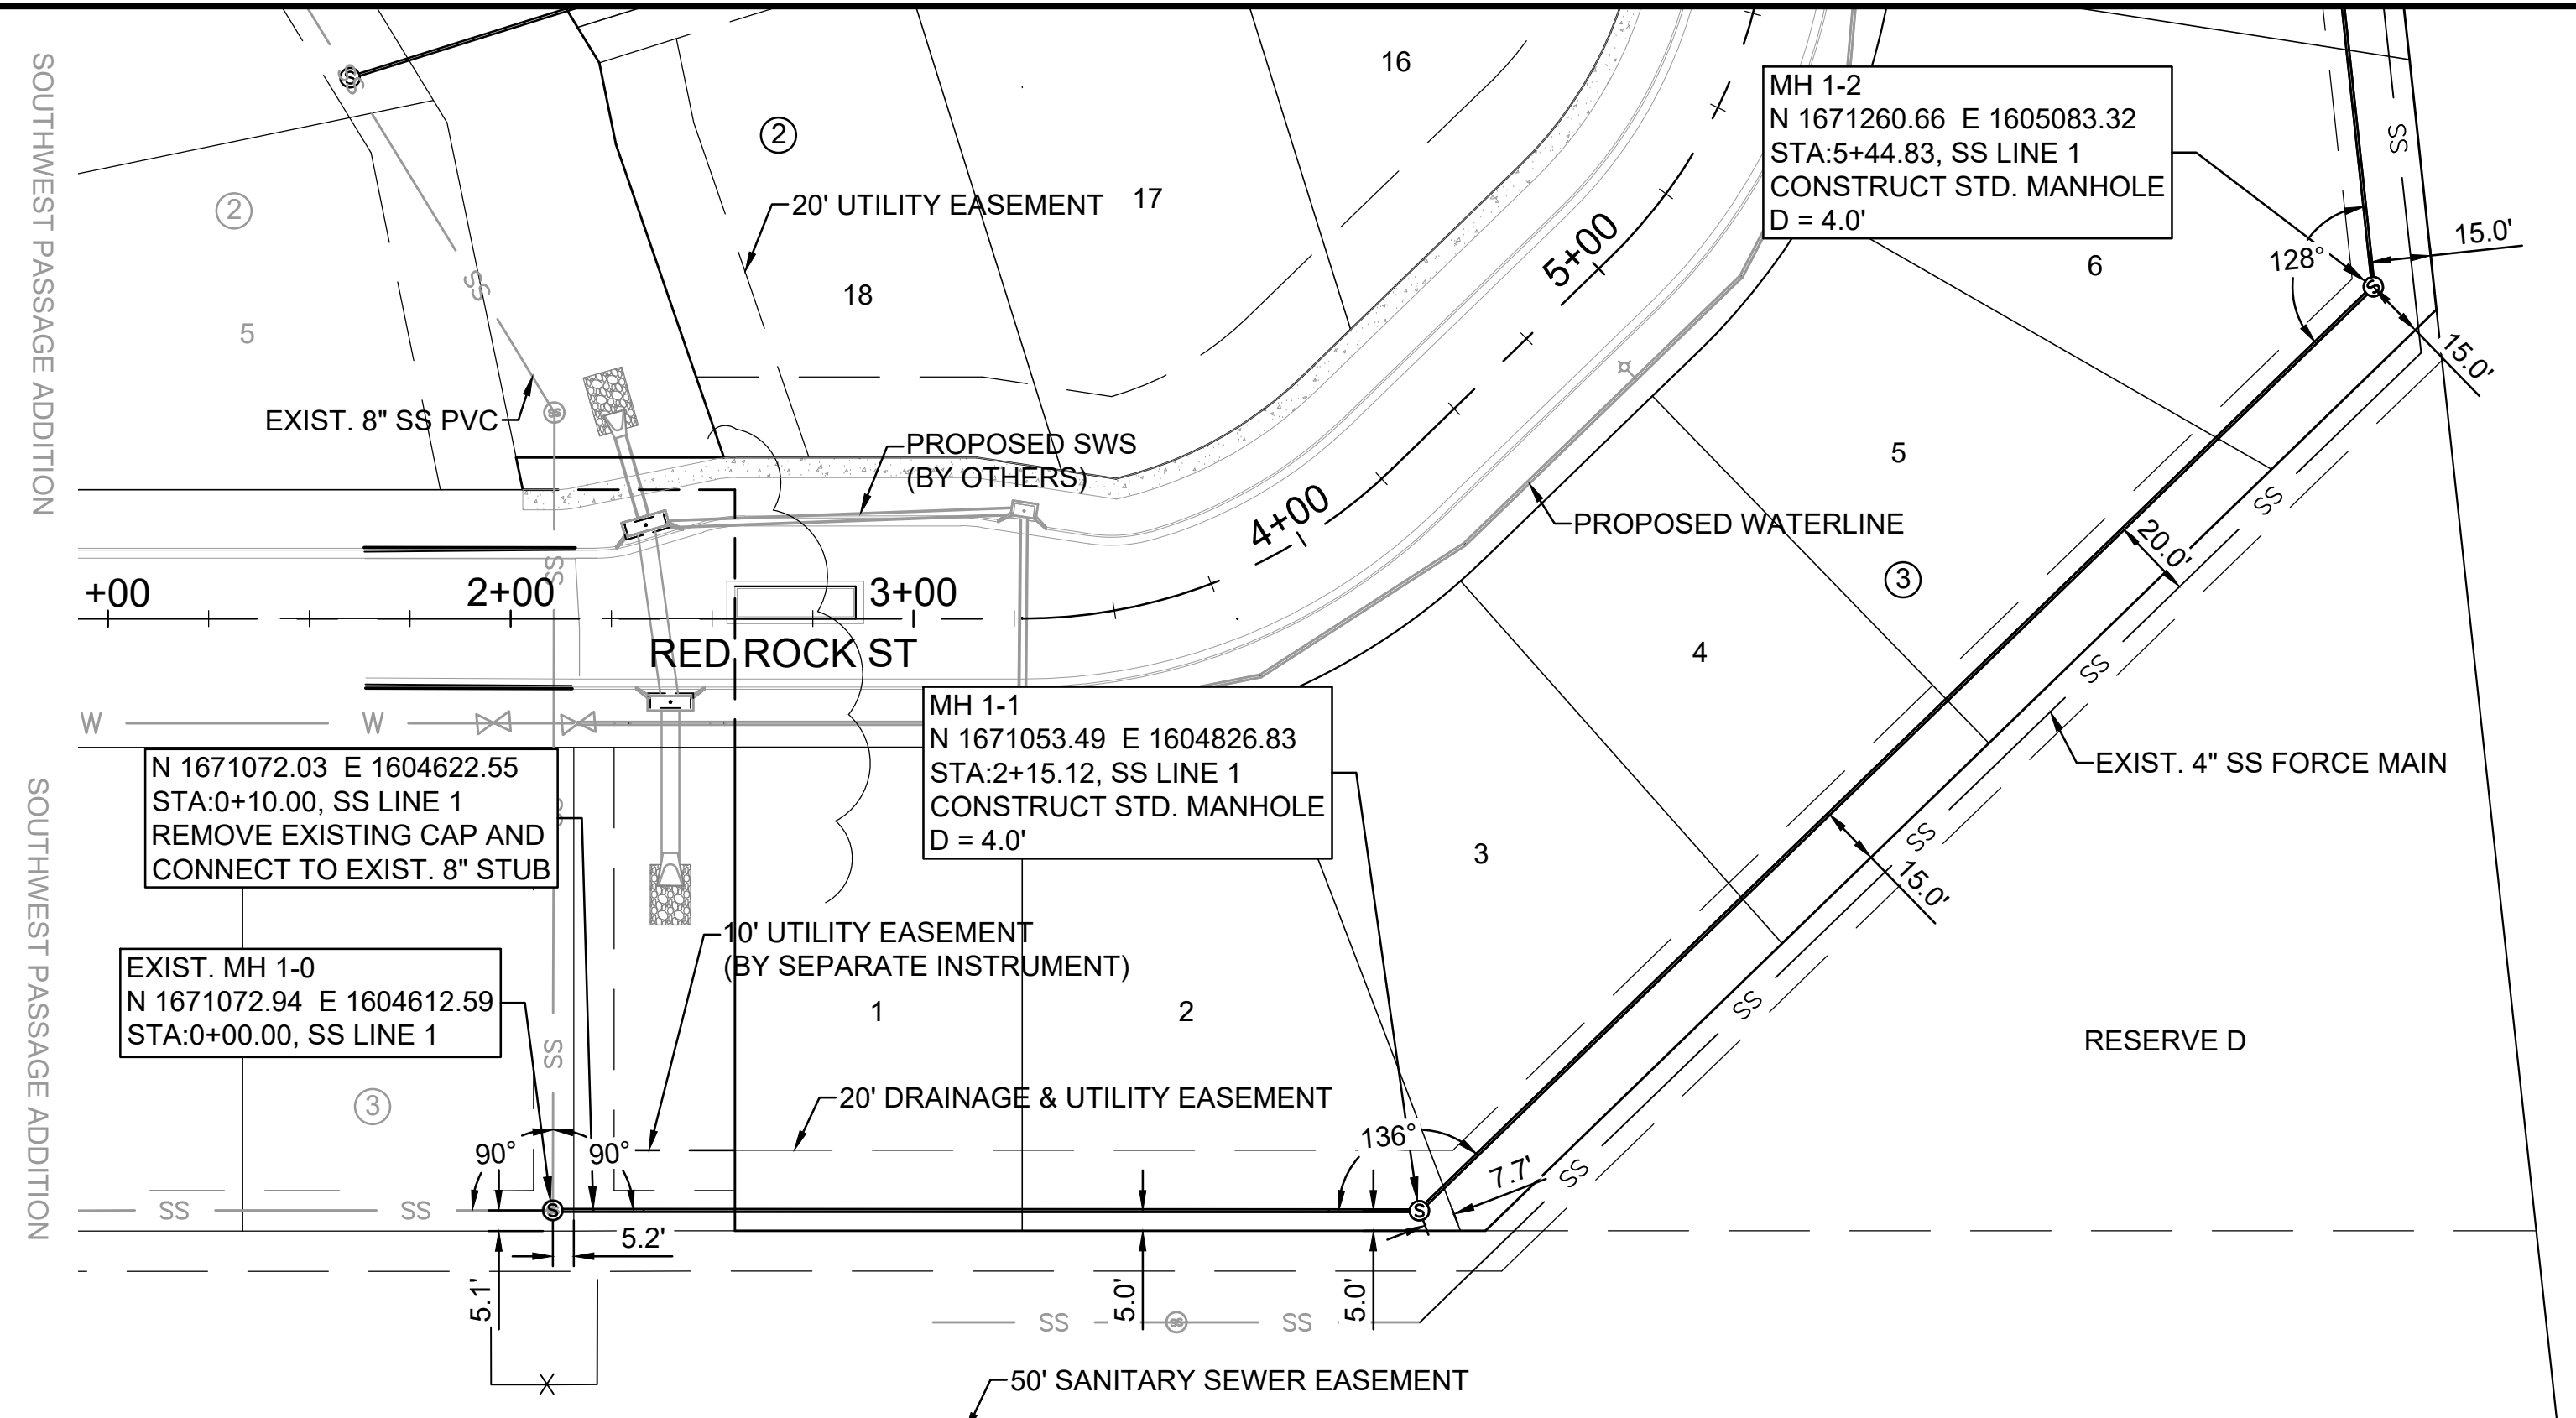 SOUTHWEST PASSAGE ADDITION
2
5
SS
EXIST. 8" SS PVC
SS
SS
2
20' UTILITY EASEMENT
16
17
18
PROPOSED SWS
(BY OTHERS)
MH 1-2
N 1671260.66 E 1605083.32
STA:5+44.83, SS LINE 1
CONSTRUCT STD. MANHOLE
D = 4.0'
SS
128°
15.0'
15.0'
6
5
5+00
4+00
PROPOSED WATERLINE
3
SS
20.0'
+00
2+00
3+00
SS
RED ROCK ST
4
SS
W
W
MH 1-1
N 1671053.49 E 1604826.83
STA:2+15.12, SS LINE 1
CONSTRUCT STD. MANHOLE
D = 4.0'
EXIST. 4" SS FORCE MAIN
SOUTHWEST PASSAGE ADDITION
N 1671072.03 E 1604622.55
STA:0+10.00, SS LINE 1
REMOVE EXISTING CAP AND
CONNECT TO EXIST. 8" STUB
3
SS
15.0'
10' UTILITY EASEMENT
(BY SEPARATE INSTRUMENT)
EXIST. MH 1-0
N 1671072.94 E 1604612.59
STA:0+00.00, SS LINE 1
1
2
SS
SS
RESERVE D
3
20' DRAINAGE & UTILITY EASEMENT
90°
90°
136°
7.7'
SS
SS
SS
S
S
5.2'
5.1'
5.0'
5.0'
SS
SS
SS
50' SANITARY SEWER EASEMENT